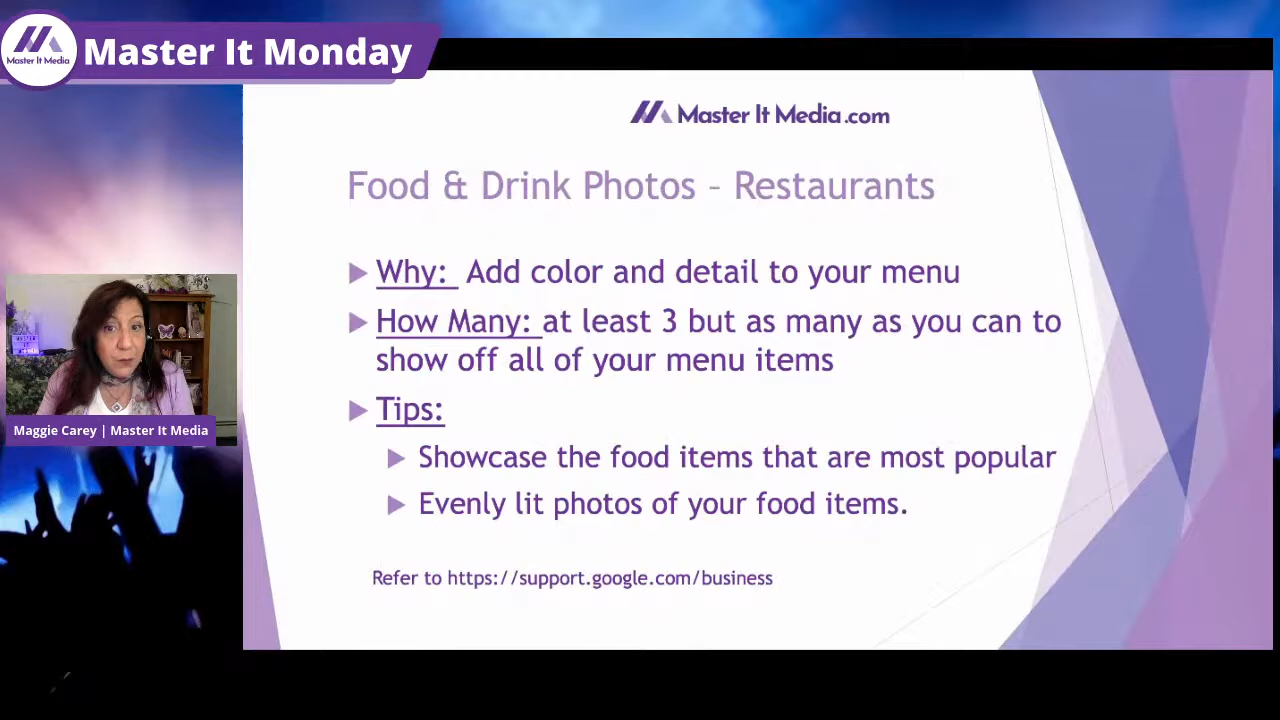 Master It Media
Master It Monday
Master It Media.com
Food & Drink Photos – Restaurants
Why: Add color and detail to your menu
How Many: at least 3 but as many as you can to
show off all of your menu items
Tips:
Showcase the food items that are most popular
Evenly lit photos of your food items.
Refer to https://support.google.com/business
Maggie Carey | Master It Media